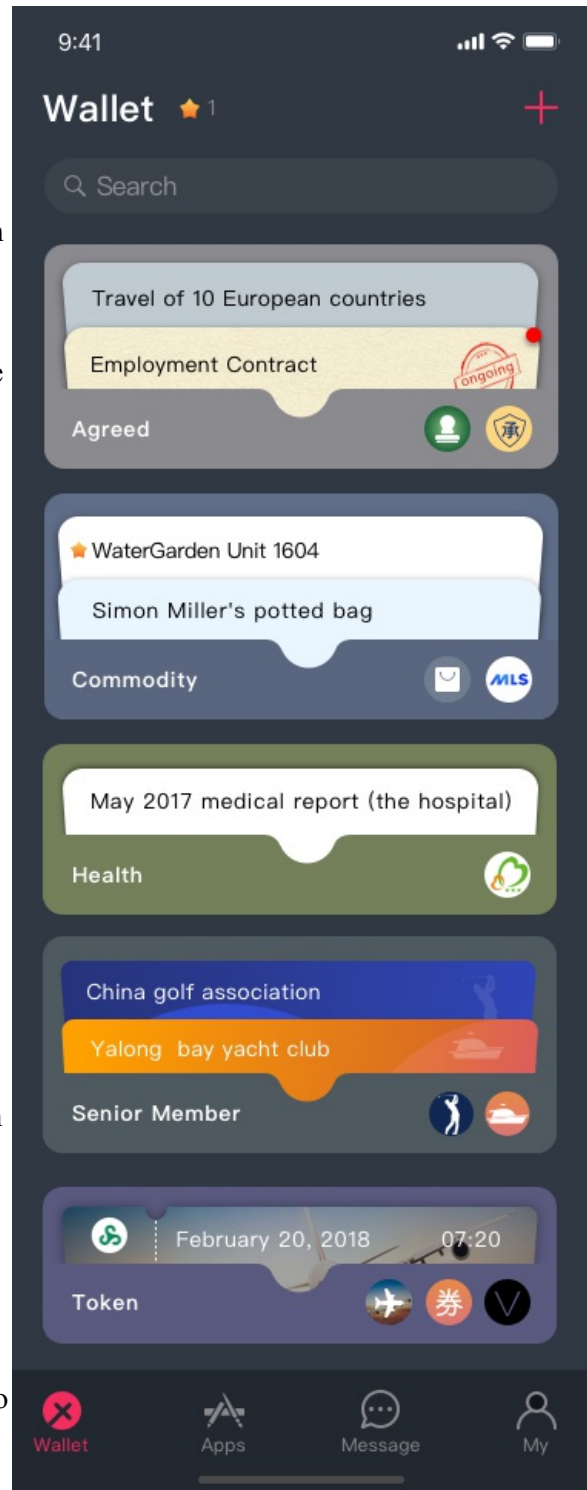 9:41
Wallet 1
Search
Travel of 10 European countries
Employment Contract
ongoing
Agreed
承
WaterGarden Unit 1604
Simon Miller's potted bag
Commodity
MLS
May 2017 medical report (the hospital)
Health
China golf association
Yalong bay yacht club
Senior Member
February 20, 2018 07:20
Token
券
Wallet Apps Message My